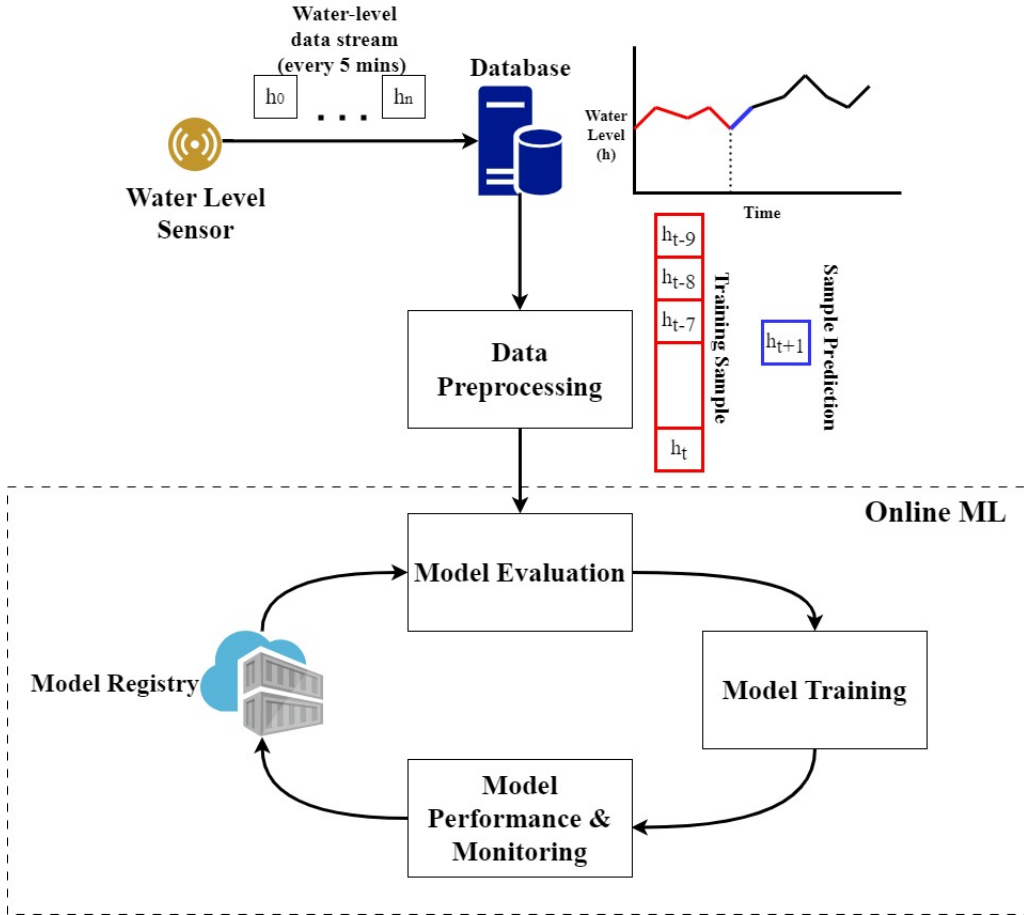 Water-level
data stream
(every 5 mins)
h0
. . .
hn
Database
Water Level
Sensor
Water
Level
(h)
Time
ht-9
ht-8
ht-7
ht
Training Sample
ht+1
Sample Prediction
Data
Preprocessing
Online ML
Model Evaluation
Model Training
Model Registry
Model
Performance &
Monitoring